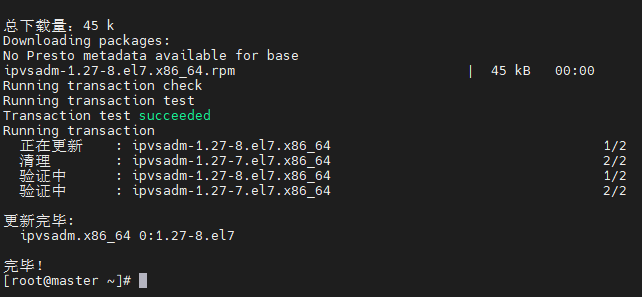 总下载量：45 k
Downloading packages:
No Presto metadata available for base
ipvsadm-1.27-8.el7.x86_64.rpm | 45 kB 00:00
Running transaction check
Running transaction test
Transaction test succeeded
Running transaction
正在更新 : ipvsadm-1.27-8.el7.x86_64 1/2
清理 : ipvsadm-1.27-7.el7.x86_64 2/2
验证中 : ipvsadm-1.27-8.el7.x86_64 1/2
验证中 : ipvsadm-1.27-7.el7.x86_64 2/2
更新完毕:
ipvsadm.x86_64 0:1.27-8.el7
完毕！
[root@master ~]#